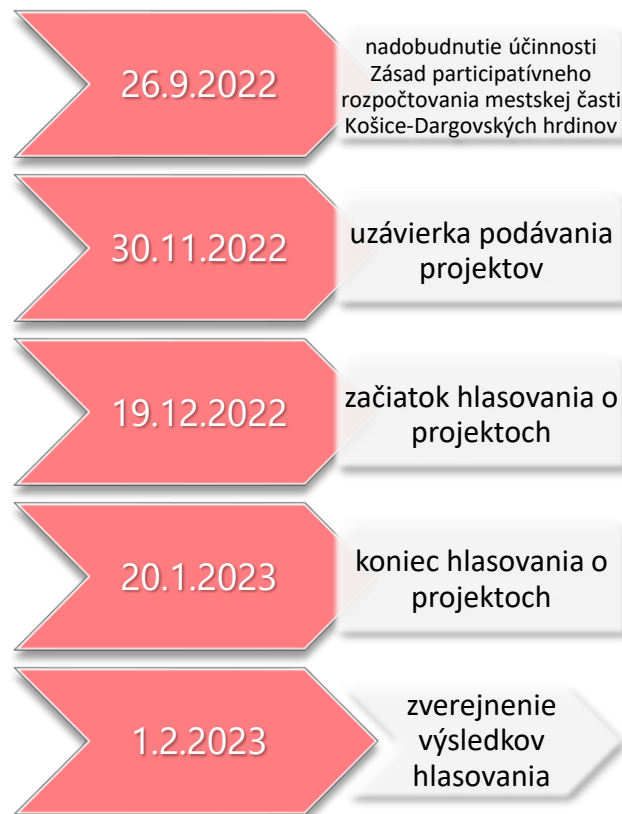 26.9.2022
nadobudnutie účinnosti
Zásad participatívneho
rozpočtovania mestskej časti
Košice-Dargovských hrdinov
30.11.2022
uzávierka podávania
projektov
19.12.2022
začiatok hlasovania o
projektoch
20.1.2023
koniec hlasovania o
projektoch
1.2.2023
zverejnenie
výsledkov
hlasovania